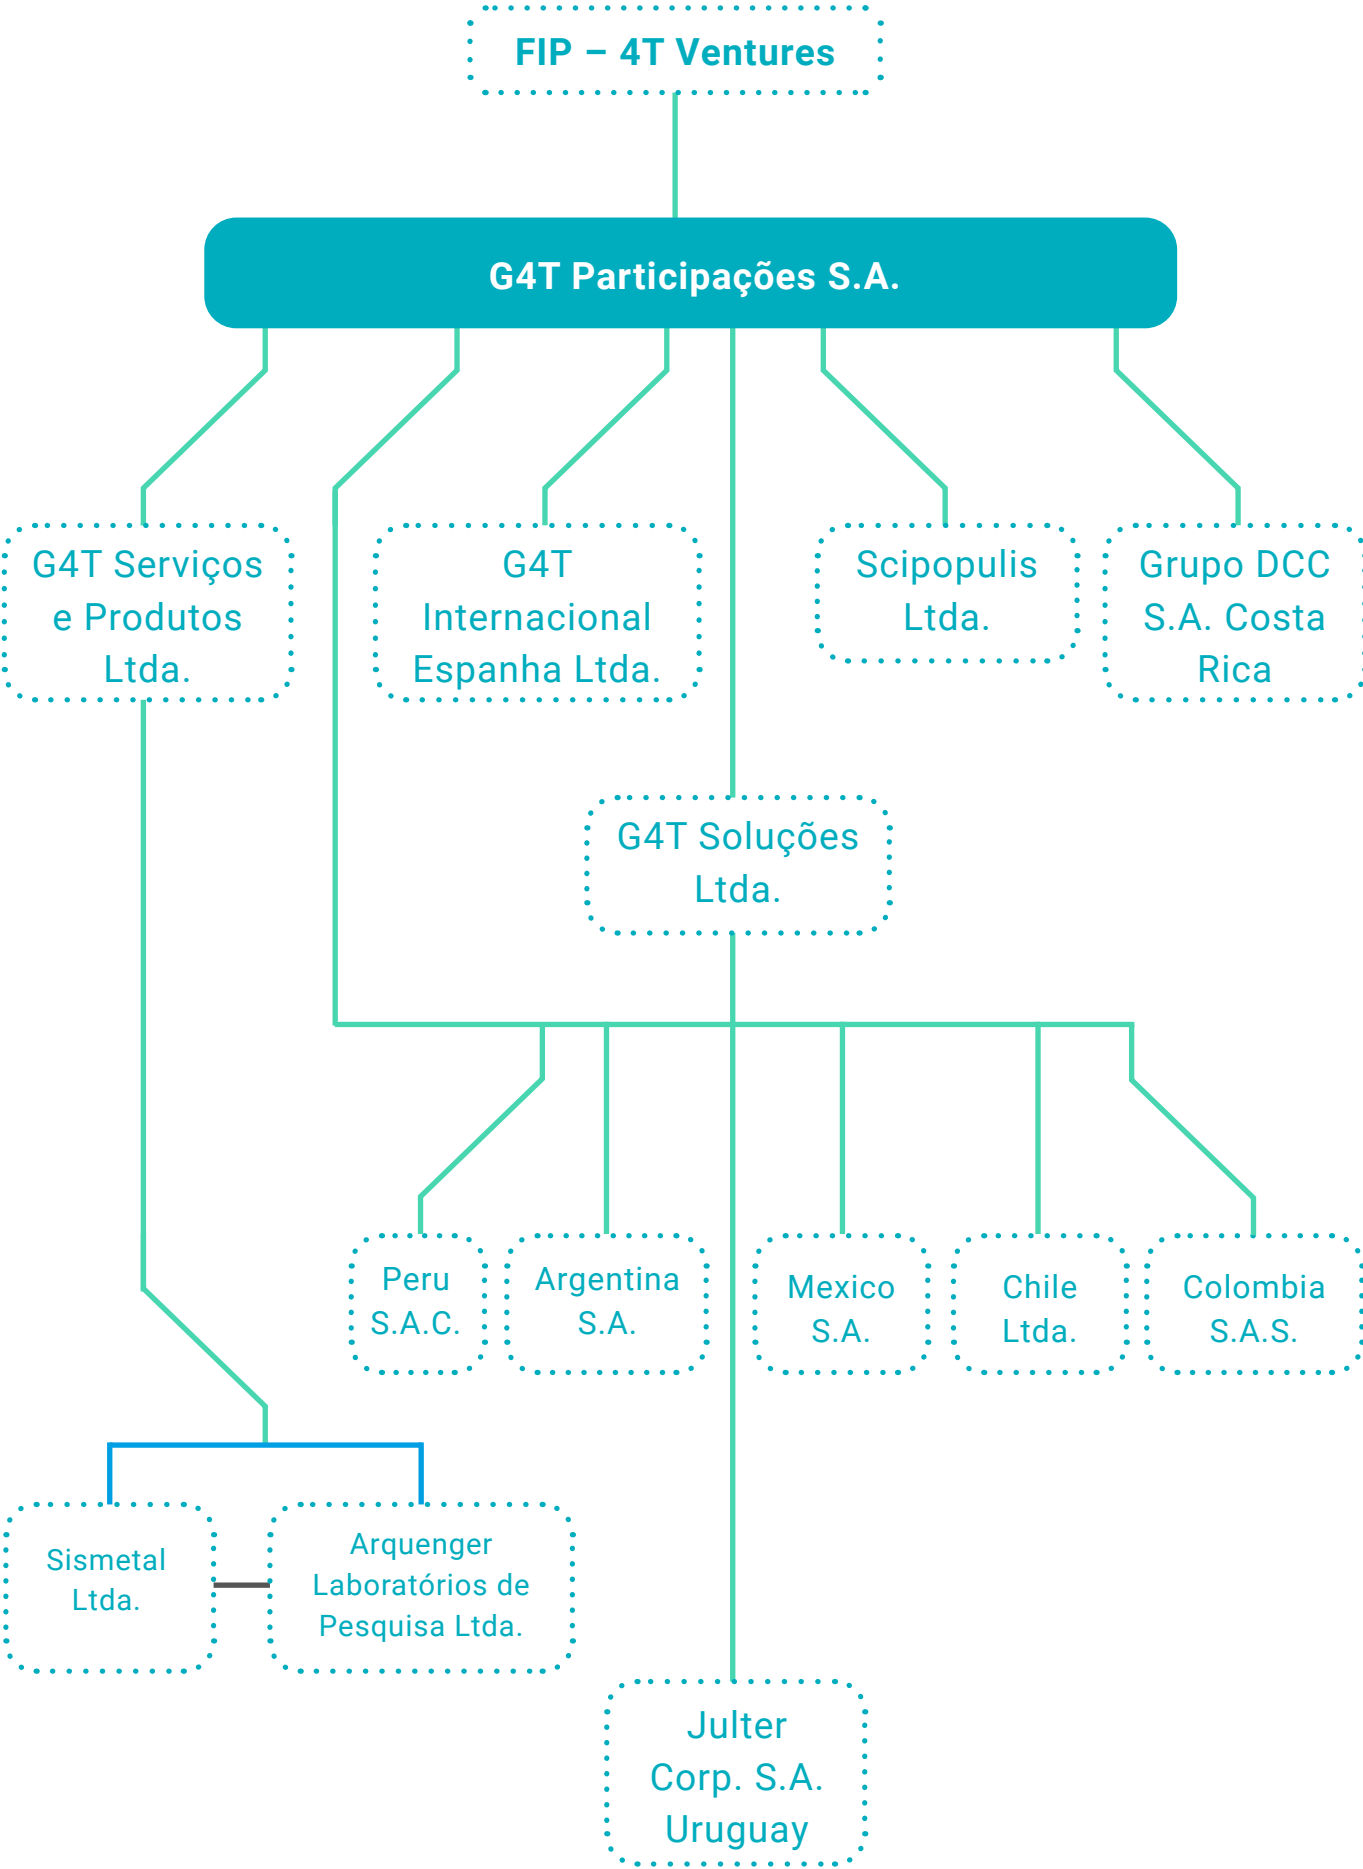 FIP – 4T Ventures
G4T Participações S.A.
G4T Serviços
e Produtos
Ltda.
G4T
Internacional
Espanha Ltda.
Scipopulis
Ltda.
Grupo DCC
S.A. Costa
Rica
G4T Soluções
Ltda.
Peru
S.A.C.
Argentina
S.A.
Mexico
S.A.
Chile
Ltda.
Colombia
S.A.S.
Sismetal
Ltda.
Arquenger
Laboratórios de
Pesquisa Ltda.
Julter
Corp. S.A.
Uruguay